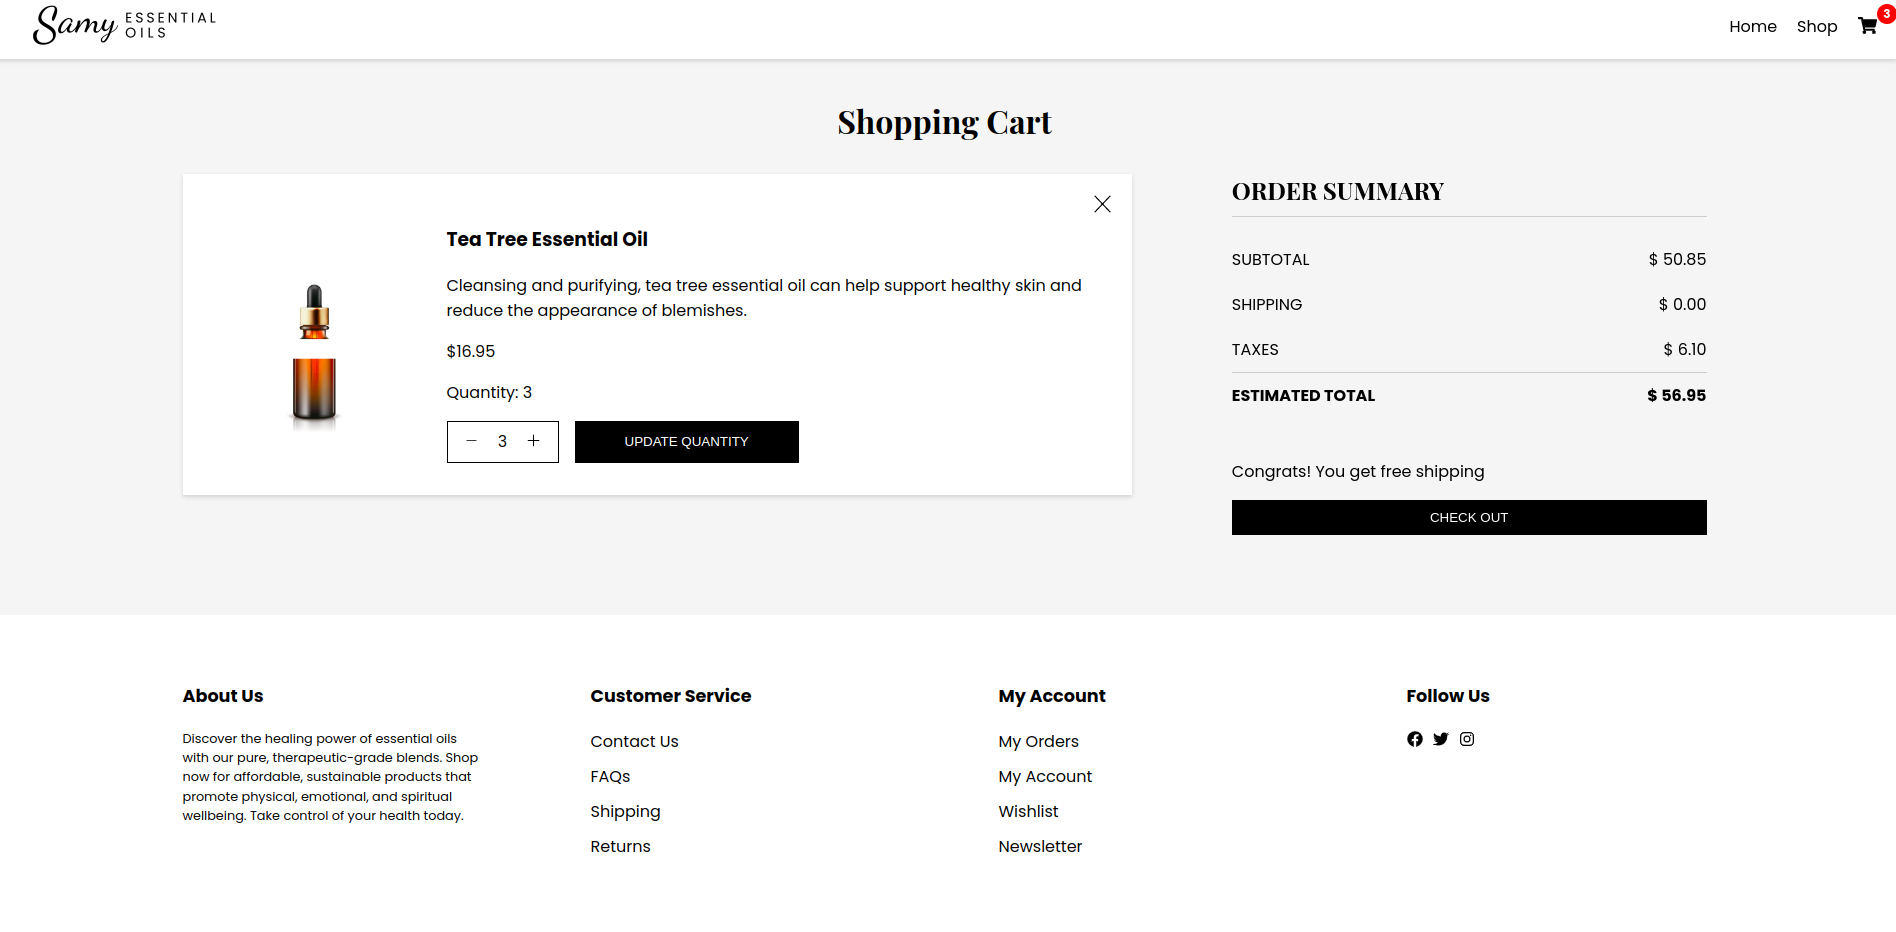 Samy ESSENTIAL
OILS
Home Shop 3
Shopping Cart
Tea Tree Essential Oil
Cleansing and purifying, tea tree essential oil can help support healthy skin and
reduce the appearance of blemishes.
$16.95
Quantity: 3
− 3 + UPDATE QUANTITY
ORDER SUMMARY
SUBTOTAL $ 50.85
SHIPPING $ 0.00
TAXES $ 6.10
ESTIMATED TOTAL $ 56.95
Congrats! You get free shipping
CHECK OUT
About Us
Discover the healing power of essential oils
with our pure, therapeutic-grade blends. Shop
now for affordable, sustainable products that
promote physical, emotional, and spiritual
wellbeing. Take control of your health today.
Customer Service
Contact Us
FAQs
Shipping
Returns
My Account
My Orders
My Account
Wishlist
Newsletter
Follow Us